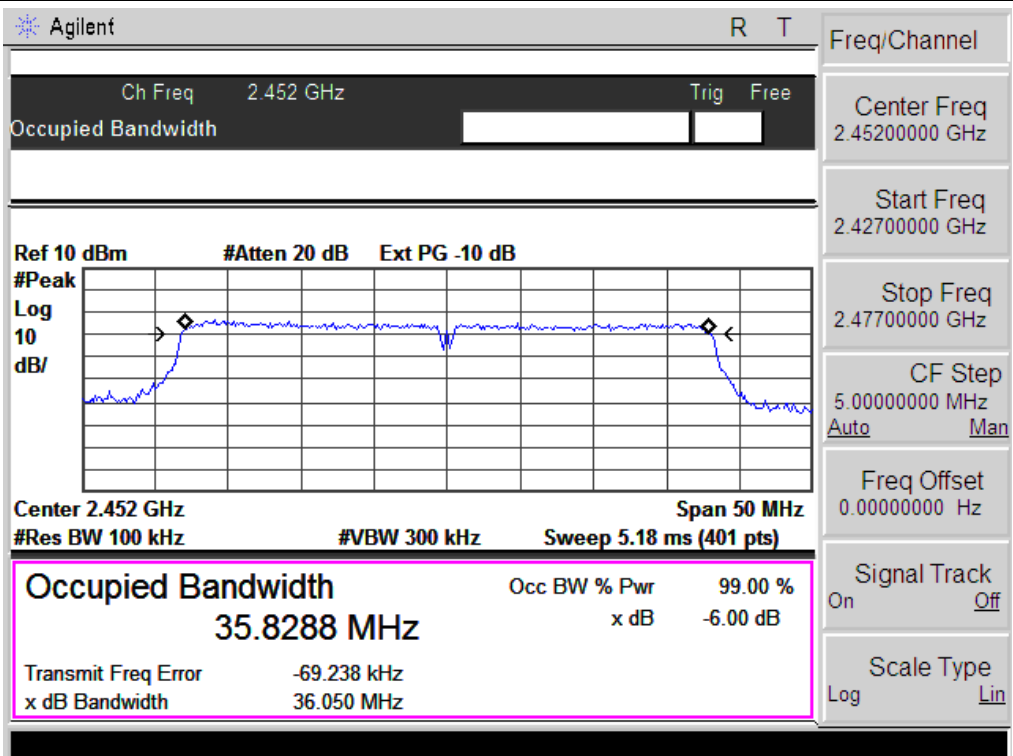 Agilent R T
Ch Freq 2.452 GHz Trig Free
Occupied Bandwidth
Ref 10 dBm #Atten 20 dB Ext PG -10 dB
#Peak
Log
10
dB/
Center 2.452 GHz Span 50 MHz
#Res BW 100 kHz #VBW 300 kHz Sweep 5.18 ms (401 pts)
Occupied Bandwidth Occ BW % Pwr 99.00 %
35.8288 MHz x dB -6.00 dB
Transmit Freq Error -69.238 kHz
x dB Bandwidth 36.050 MHz
Freq/Channel
Center Freq
2.45200000 GHz
Start Freq
2.42700000 GHz
Stop Freq
2.47700000 GHz
CF Step
5.00000000 MHz
Auto Man
Freq Offset
0.00000000 Hz
Signal Track
On Off
Scale Type
Log Lin